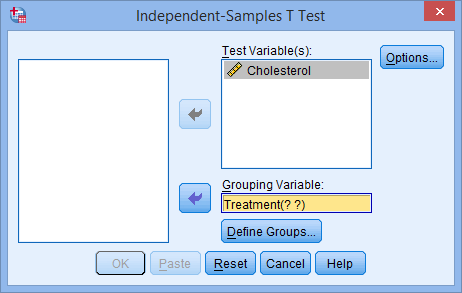 Independent-Samples T Test
Test Variable(s):
Cholesterol
Options...
Grouping Variable:
Treatment(? ?)
Define Groups...
OK Paste Reset Cancel Help